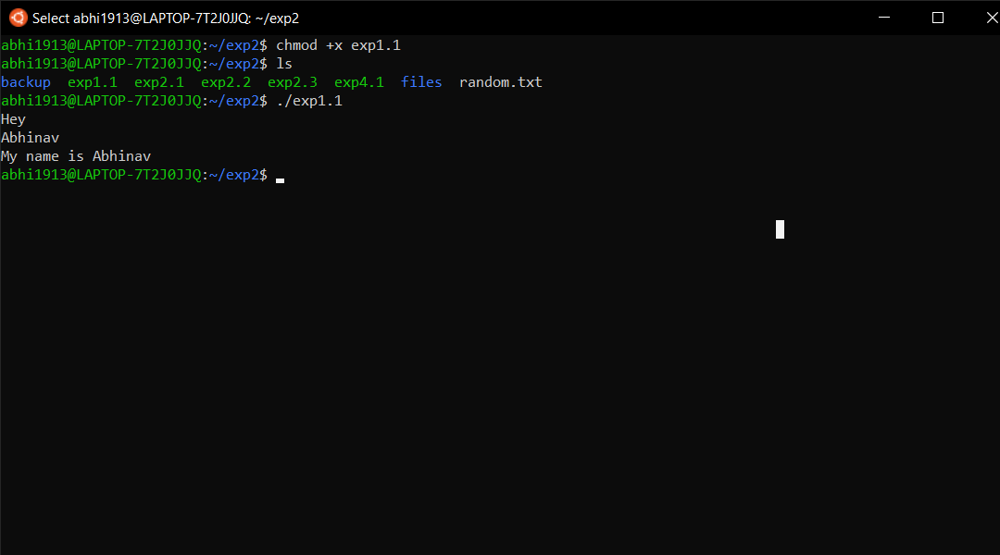 Select abhi1913@LAPTOP-7T2J0JJQ: ~/exp2
abhi1913@LAPTOP-7T2J0JJQ:~/exp2$ chmod +x exp1.1
abhi1913@LAPTOP-7T2J0JJQ:~/exp2$ ls
backup  exp1.1  exp2.1  exp2.2  exp2.3  exp4.1  files  random.txt
abhi1913@LAPTOP-7T2J0JJQ:~/exp2$ ./exp1.1
Hey
Abhinav
My name is Abhinav
abhi1913@LAPTOP-7T2J0JJQ:~/exp2$